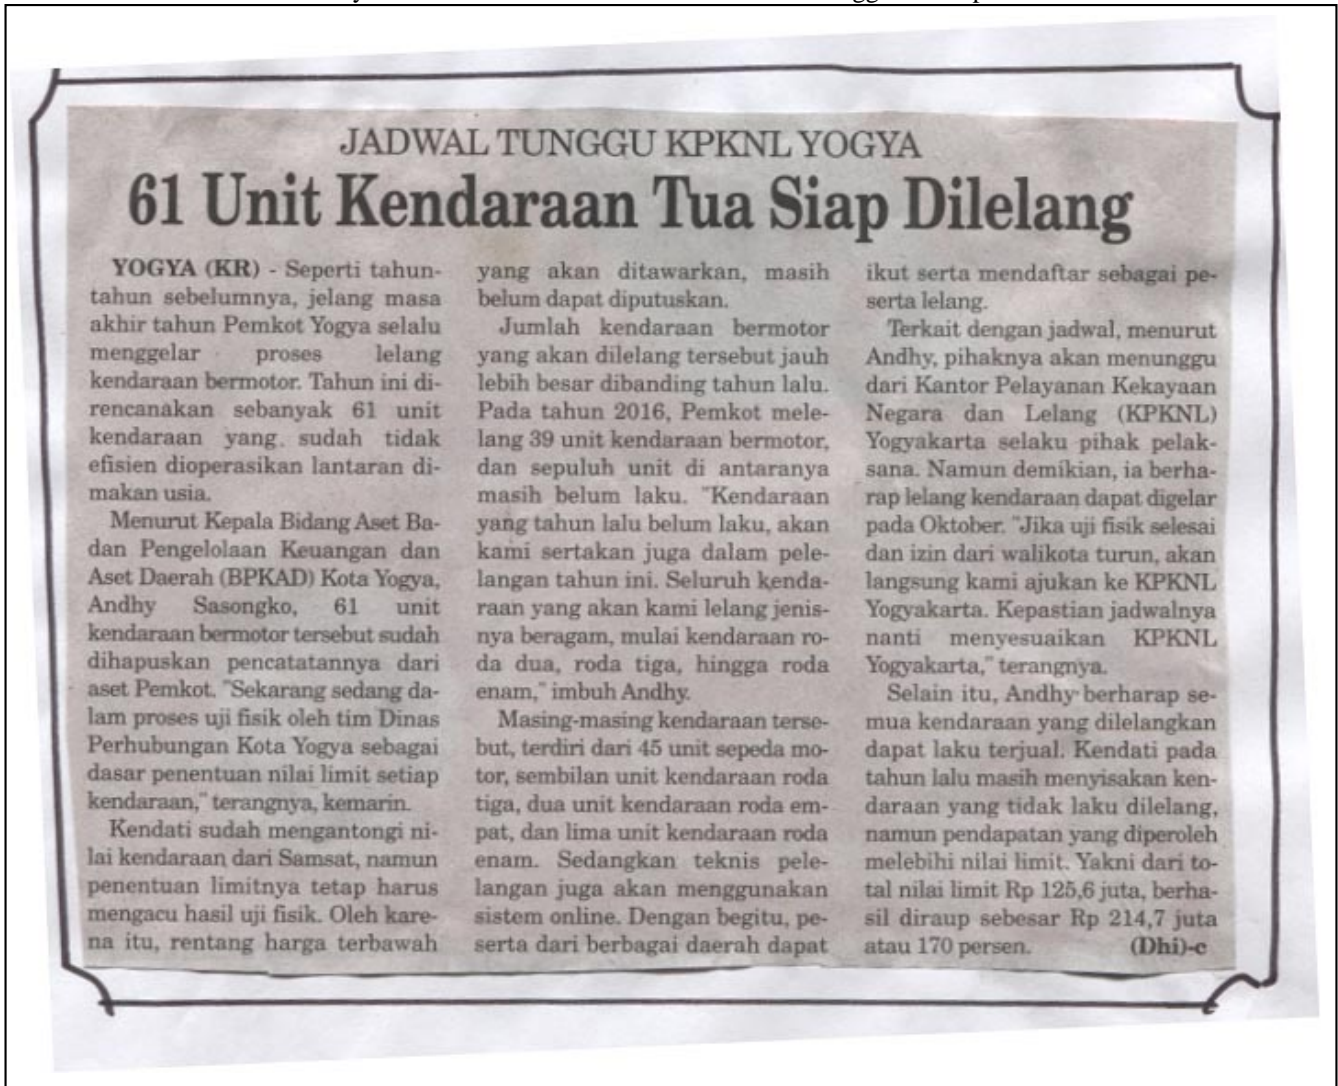 JADWAL TUNGGU KPKNL YOGYA
61 Unit Kendaraan Tua Siap Dilelang
YOGYA (KR) - Seperti tahun-
tahun sebelumnya, jelang masa
akhir tahun Pemkot Yogya selalu
menggelar proses lelang
kendaraan bermotor. Tahun ini di-
rencanakan sebanyak 61 unit
kendaraan yang sudah tidak
efisien dioperasikan lantaran di-
makan usia.
Menurut Kepala Bidang Aset Ba-
dan Pengelolaan Keuangan dan
Aset Daerah (BPKAD) Kota Yogya,
Andhy Sasongko, 61 unit
kendaraan bermotor tersebut sudah
dihapuskan pencatatannya dari
aset Pemkot. "Sekarang sedang da-
lam proses uji fisik oleh tim Dinas
Perhubungan Kota Yogya sebagai
dasar penentuan nilai limit setiap
kendaraan," terangnya, kemarin.
Kendati sudah mengantongi ni-
lai kendaraan dari Samsat, namun
penentuan limitnya tetap harus
mengacu hasil uji fisik. Oleh kare-
na itu, rentang harga terbawah
yang akan ditawarkan, masih
belum dapat diputuskan.
Jumlah kendaraan bermotor
yang akan dilelang tersebut jauh
lebih besar dibanding tahun lalu.
Pada tahun 2016, Pemkot mele-
lang 39 unit kendaraan bermotor,
dan sepuluh unit di antaranya
masih belum laku. "Kendaraan
yang tahun lalu belum laku, akan
kami sertakan juga dalam pele-
langan tahun ini. Seluruh kenda-
raan yang akan kami lelang jenis-
nya beragam, mulai kendaraan ro-
da dua, roda tiga, hingga roda
enam," imbuh Andhy.
Masing-masing kendaraan terse-
but, terdiri dari 45 unit sepeda mo-
tor, sembilan unit kendaraan roda
tiga, dua unit kendaraan roda em-
pat, dan lima unit kendaraan roda
enam. Sedangkan teknis pele-
langan juga akan menggunakan
sistem online. Dengan begitu, pe-
serta dari berbagai daerah dapat
ikut serta mendaftar sebagai pe-
serta lelang.
Terkait dengan jadwal, menurut
Andhy, pihaknya akan menunggu
dari Kantor Pelayanan Kekayaan
Negara dan Lelang (KPKNL)
Yogyakarta selaku pihak pelak-
sana. Namun demikian, ia berha-
rap lelang kendaraan dapat digelar
pada Oktober. "Jika uji fisik selesai
dan izin dari walikota turun, akan
langsung kami ajukan ke KPKNL
Yogyakarta. Kepastian jadwalnya
nanti menyesuaikan KPKNL
Yogyakarta," terangnya.
Selain itu, Andhy berharap se-
mua kendaraan yang dilelangkan
dapat laku terjual. Kendati pada
tahun lalu masih menyisakan ken-
daraan yang tidak laku dilelang,
namun pendapatan yang diperoleh
melebihi nilai limit. Yakni dari to-
tal nilai limit Rp 125,6 juta, berha-
sil diraup sebesar Rp 214,7 juta
atau 170 persen. (Dhi)-c